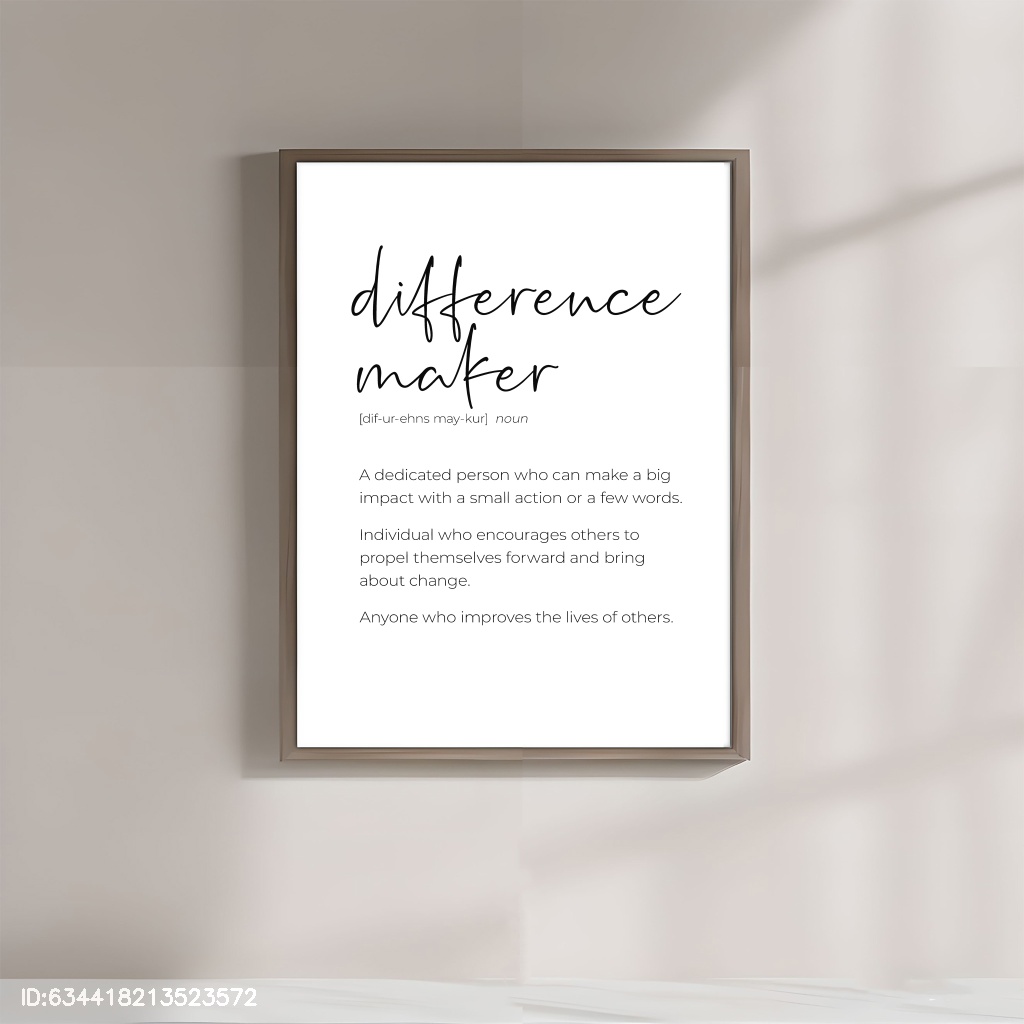 difference
maker
[dif-ur-ehns may-kur] noun
A dedicated person who can make a big
impact with a small action or a few words.
Individual who encourages others to
propel themselves forward and bring
about change.
Anyone who improves the lives of others.
ID:634418213523572